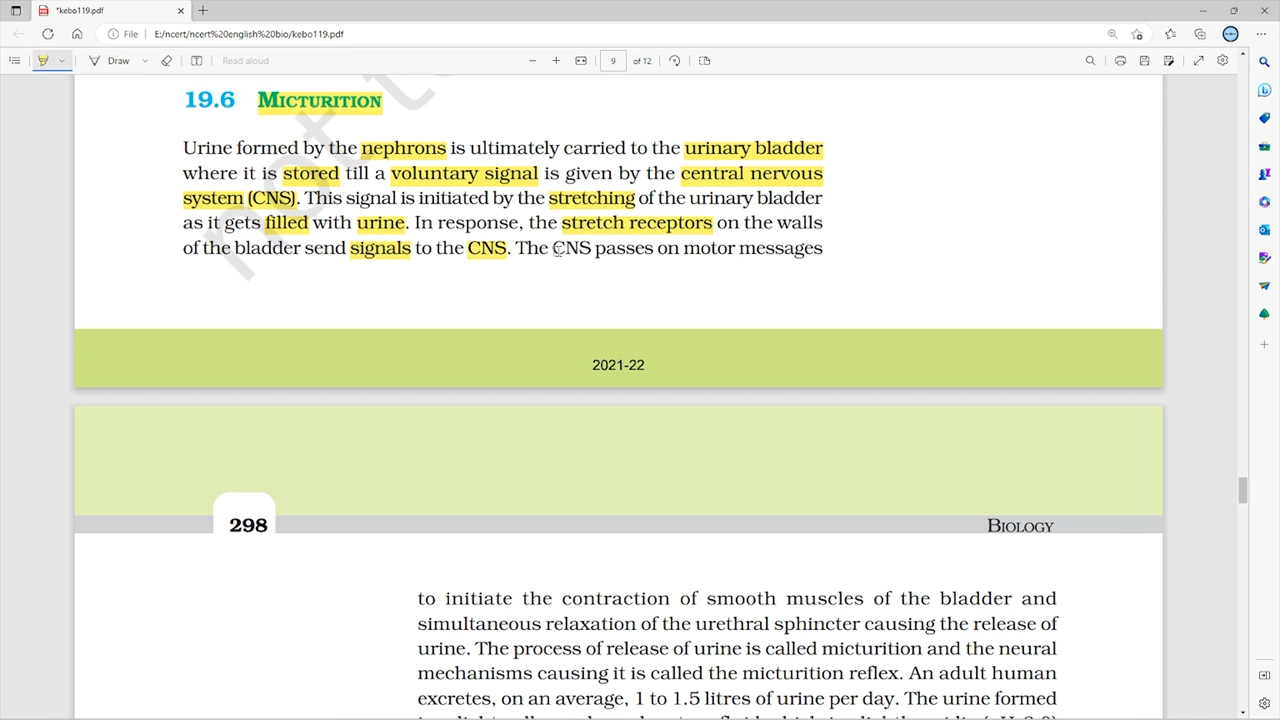 *kebo119.pdf
File
E:/ncert/ncert%20english%20bio/kebo119.pdf
Draw
Read aloud
9 of 12
not t
19.6 MICTURITION
Urine formed by the nephrons is ultimately carried to the urinary bladder
where it is stored till a voluntary signal is given by the central nervous
system (CNS). This signal is initiated by the stretching of the urinary bladder
as it gets filled with urine. In response, the stretch receptors on the walls
of the bladder send signals to the CNS. The CNS passes on motor messages
2021-22
298
BIOLOGY
to initiate the contraction of smooth muscles of the bladder and
simultaneous relaxation of the urethral sphincter causing the release of
urine. The process of release of urine is called micturition and the neural
mechanisms causing it is called the micturition reflex. An adult human
excretes, on an average, 1 to 1.5 litres of urine per day. The urine formed